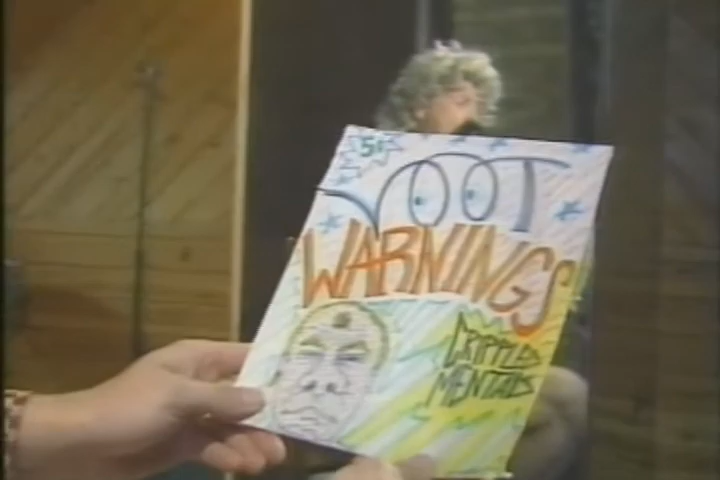 5¢
VOOT
WARNINGS
CRIPPLED
MENTALS